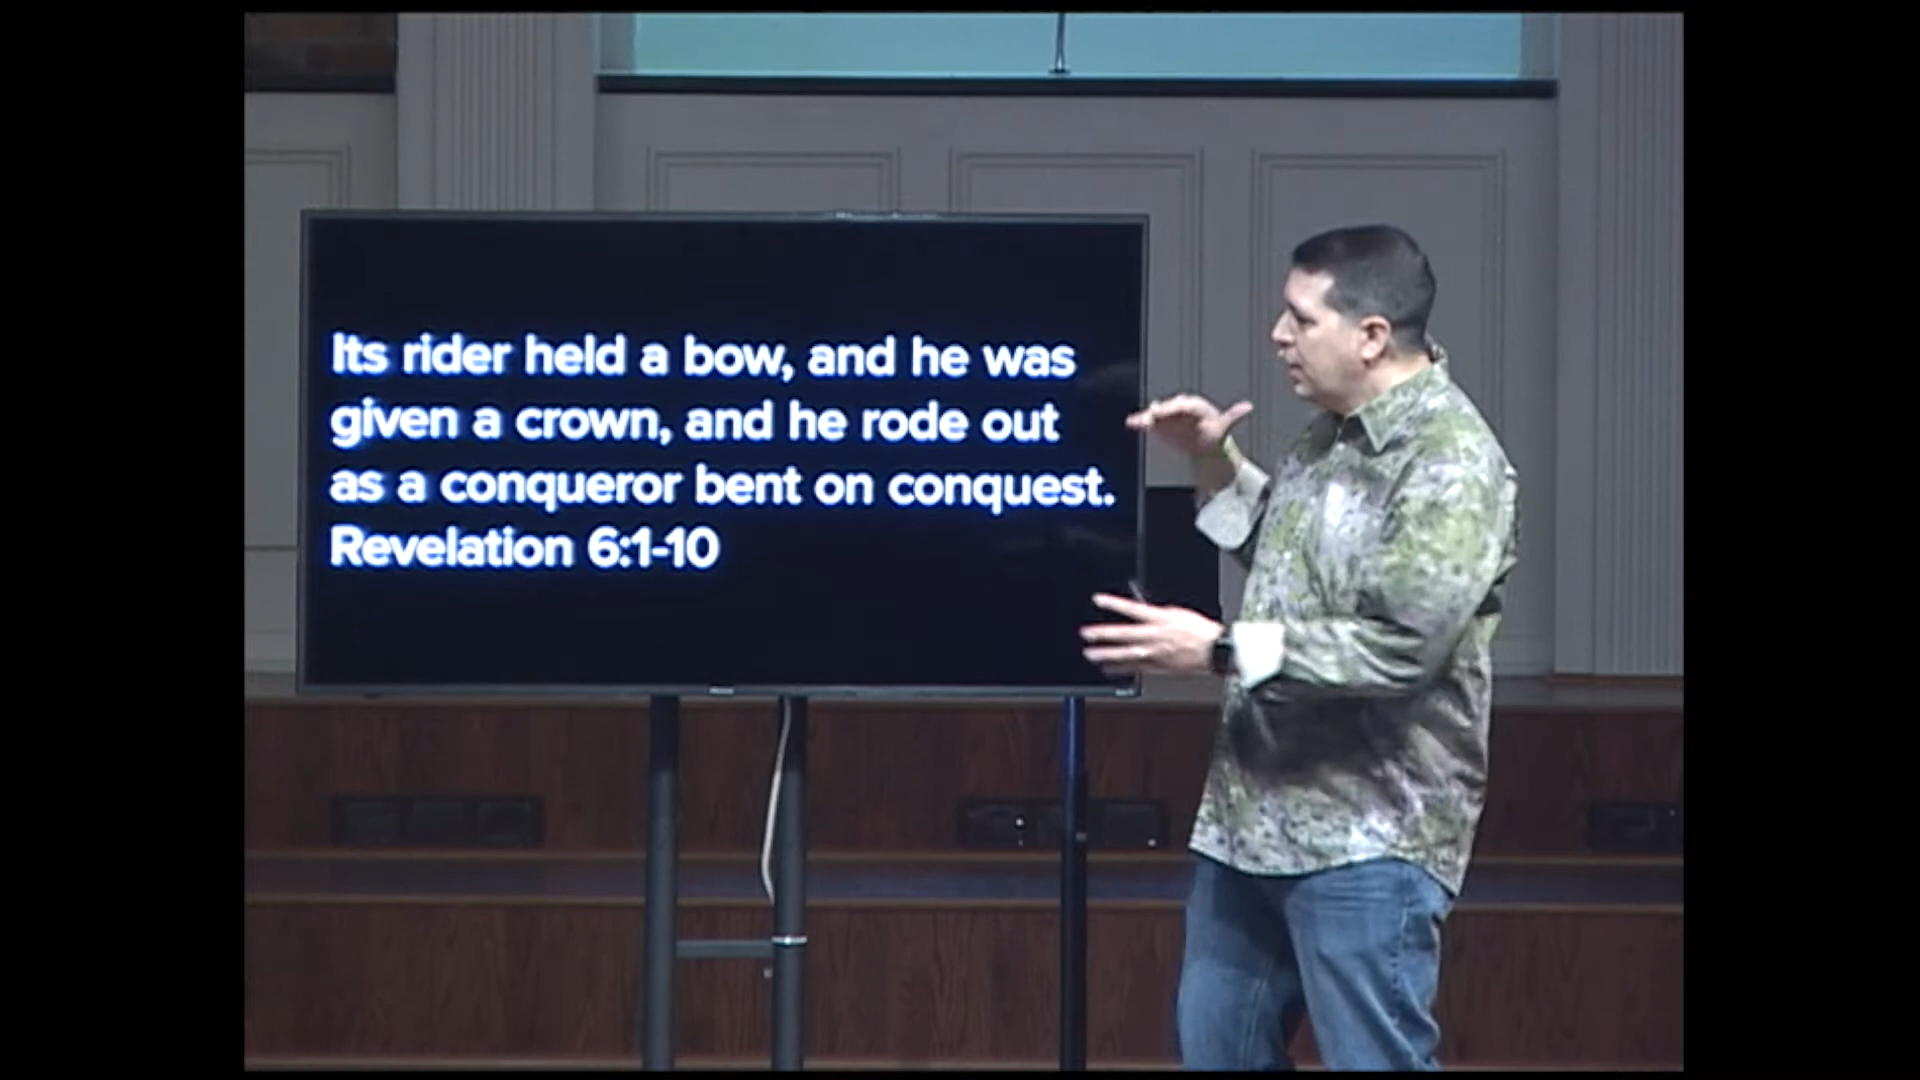 Its rider held a bow, and he was
given a crown, and he rode out
as a conqueror bent on conquest.
Revelation 6:1-10